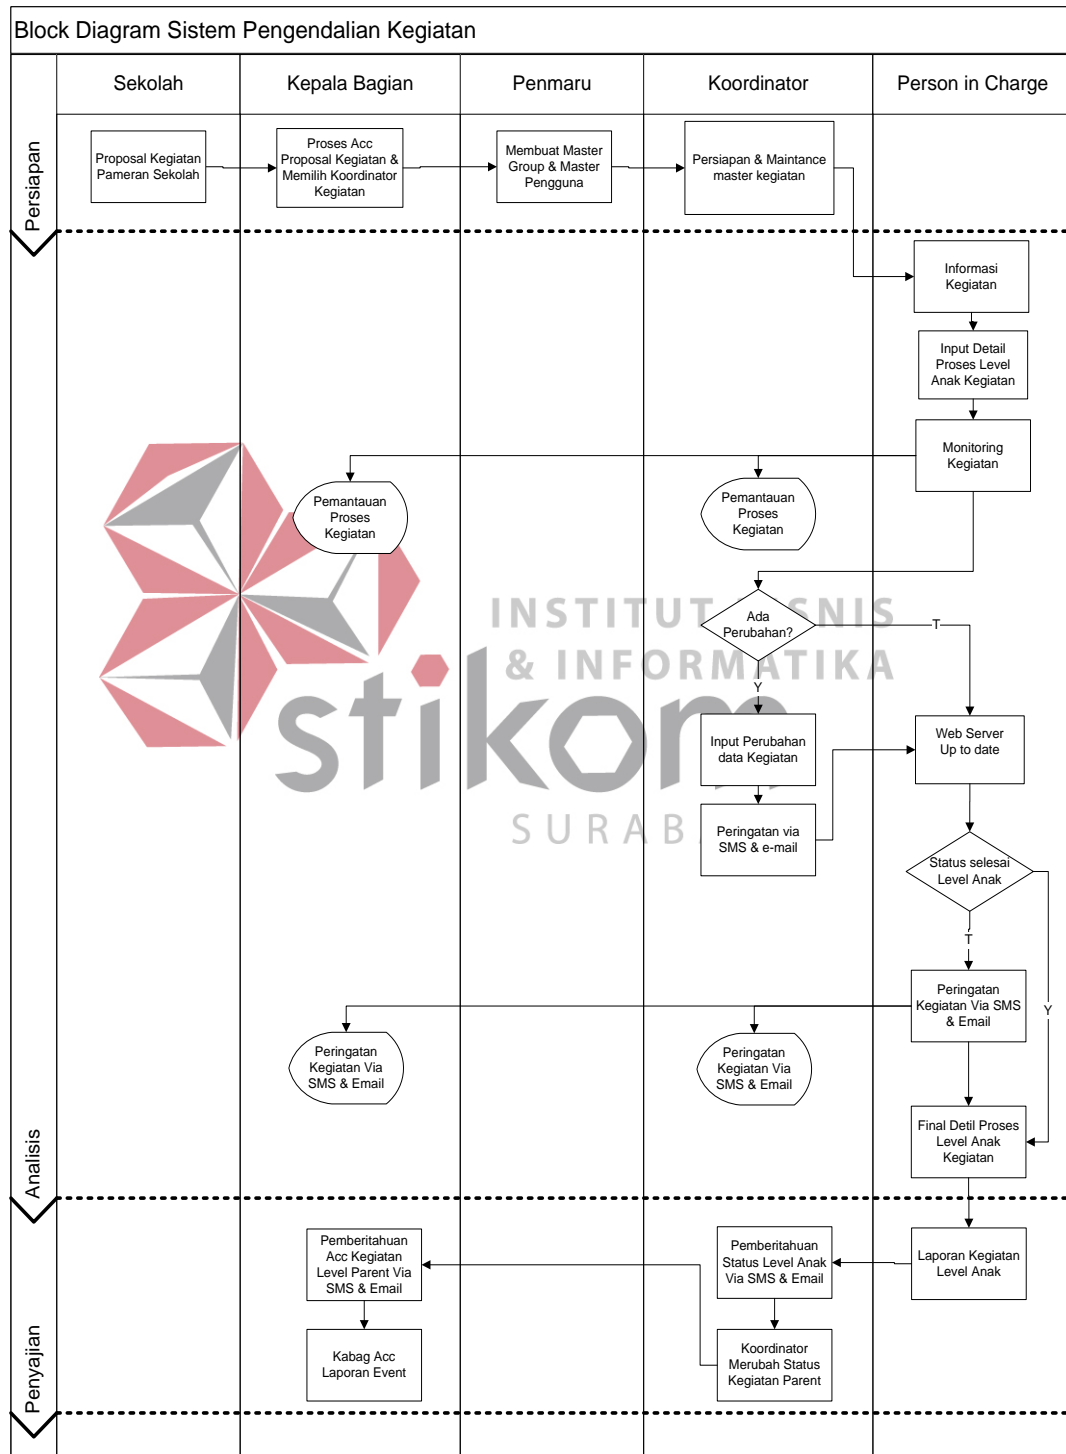 Block Diagram Sistem Pengendalian Kegiatan
Sekolah
Kepala Bagian
Penmaru
Koordinator
Person in Charge
Persiapan
Proposal Kegiatan
Pameran Sekolah
Proses Acc
Proposal Kegiatan &
Memilih Koordinator
Kegiatan
Membuat Master
Group & Master
Pengguna
Persiapan & Maintance
master kegiatan
Informasi
Kegiatan
Input Detail
Proses Level
Anak Kegiatan
Monitoring
Kegiatan
Pemantauan
Proses
Kegiatan
Pemantauan
Proses
Kegiatan
Ada
Perubahan?
T
Y
INSTITUT BISNIS
& INFORMATIKA
stikom
SURABAYA
Input Perubahan
data Kegiatan
Web Server
Up to date
Peringatan via
SMS & e-mail
Status selesai
Level Anak
T
Y
Peringatan
Kegiatan Via SMS
& Email
Peringatan
Kegiatan Via
SMS & Email
Peringatan
Kegiatan Via
SMS & Email
Final Detil Proses
Level Anak
Kegiatan
Analisis
Pemberitahuan
Acc Kegiatan
Level Parent Via
SMS & Email
Pemberitahuan
Status Level Anak
Via SMS & Email
Laporan Kegiatan
Level Anak
Kabag Acc
Laporan Event
Koordinator
Merubah Status
Kegiatan Parent
Penyajian